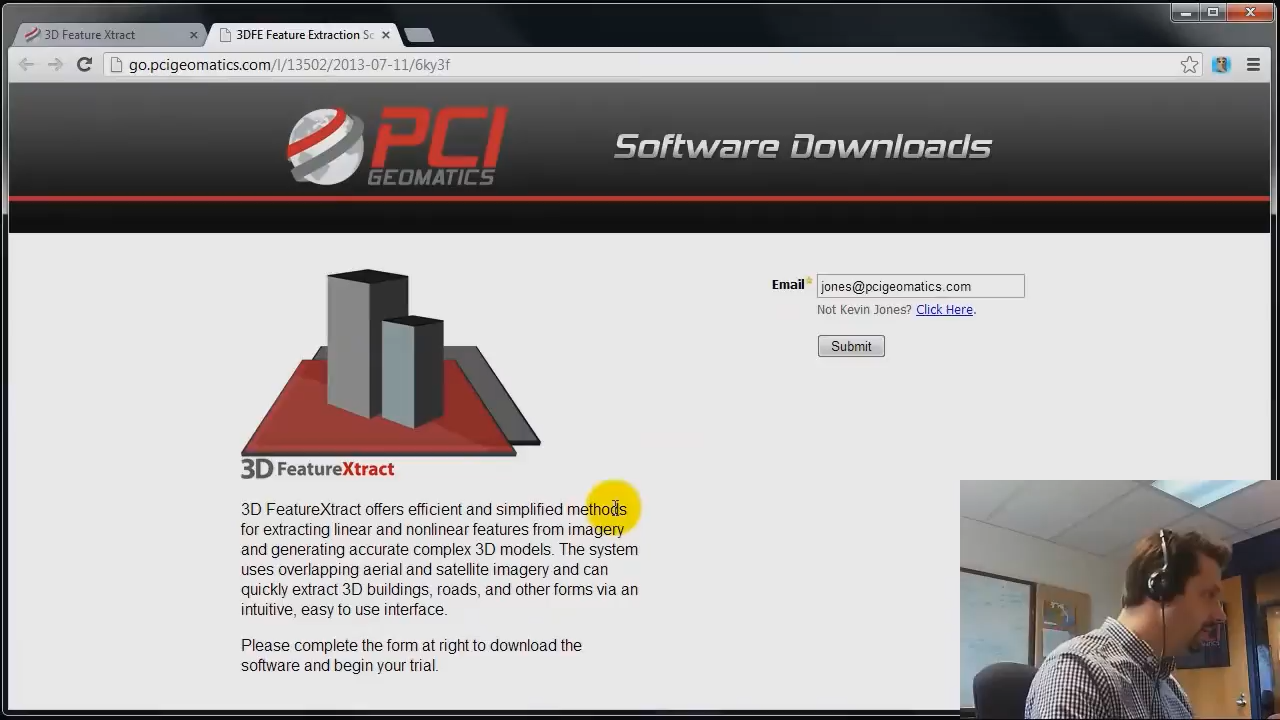 3D Feature Xtract
3DFE Feature Extraction Sc
go.pcigeomatics.com/l/13502/2013-07-11/6ky3f
PCI
GEOMATICS
Software Downloads
Email*
jones@pcigeomatics.com
Not Kevin Jones? Click Here.
Submit
3D FeatureXtract
3D FeatureXtract offers efficient and simplified methods
for extracting linear and nonlinear features from imagery
and generating accurate complex 3D models. The system
uses overlapping aerial and satellite imagery and can
quickly extract 3D buildings, roads, and other forms via an
intuitive, easy to use interface.
Please complete the form at right to download the
software and begin your trial.